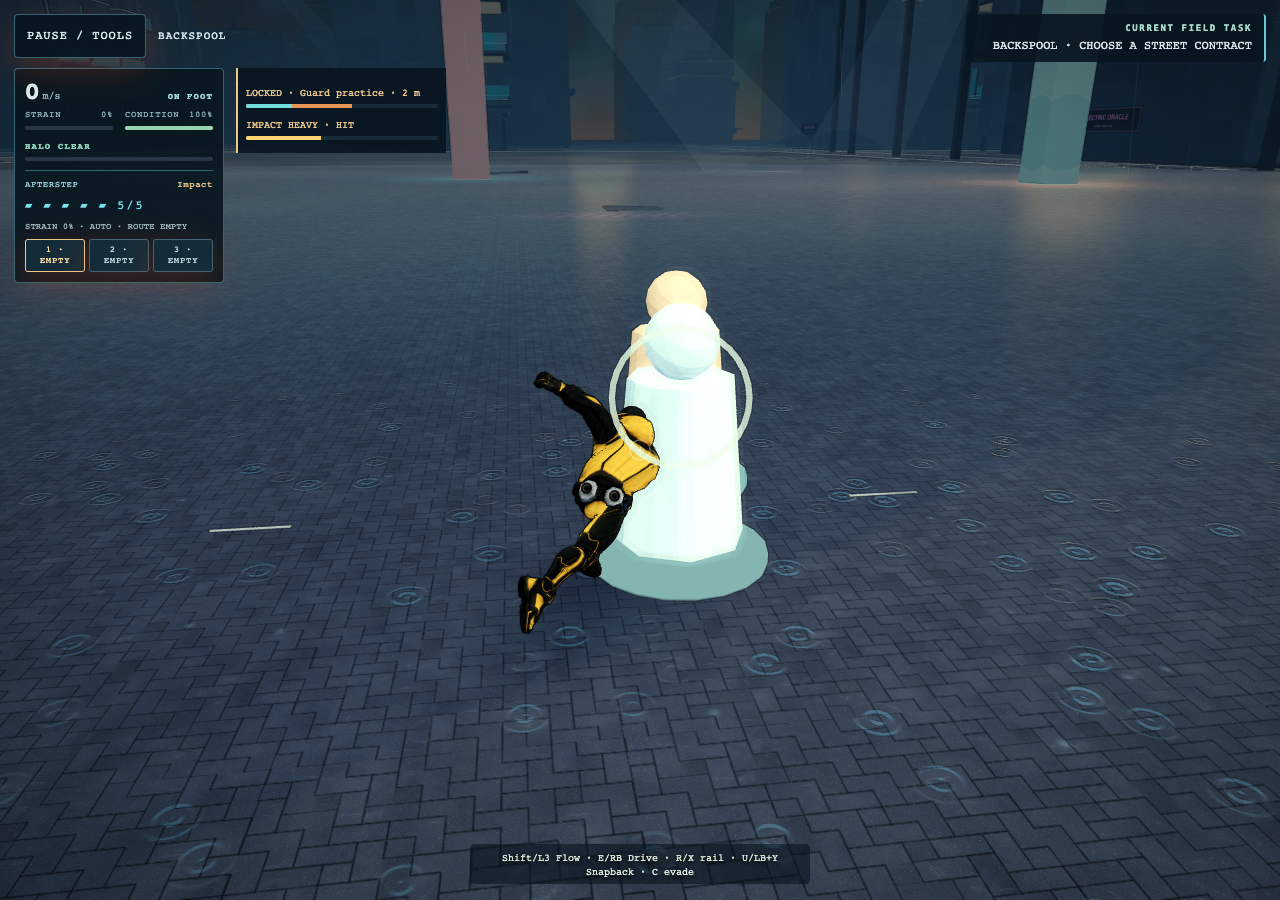 PAUSE / TOOLS
BACKSPOOL
CURRENT FIELD TASK
BACKSPOOL · CHOOSE A STREET CONTRACT
0 m/s
ON FOOT
STRAIN 0%
CONDITION 100%
HALO CLEAR
AFTERSTEP
Impact
5/5
STRAIN 0% · AUTO · ROUTE EMPTY
1 ·
EMPTY
2 ·
EMPTY
3 ·
EMPTY
LOCKED · Guard practice · 2 m
IMPACT HEAVY · HIT
ORACLE
Shift/L3 Flow · E/RB Drive · R/X rail · U/LB+Y
Snapback · C evade